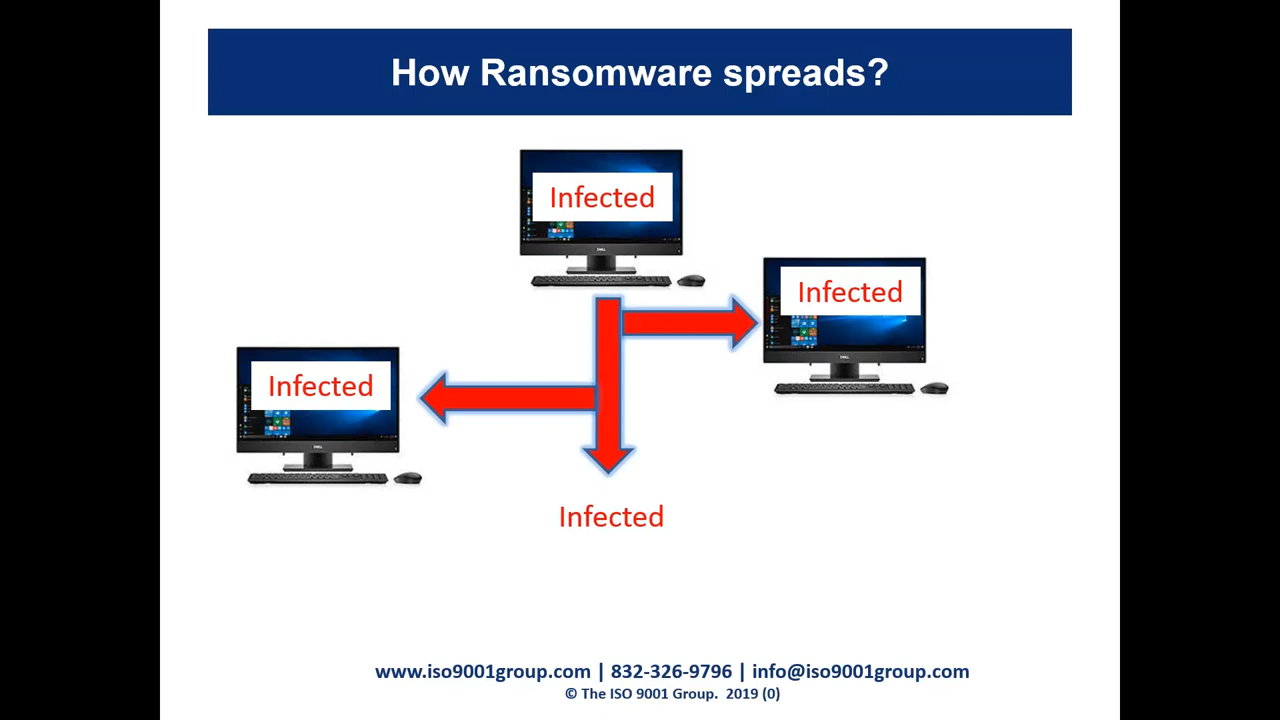 How Ransomware spreads?
Infected
Infected
Infected
Infected
www.iso9001group.com | 832-326-9796 | info@iso9001group.com
© The ISO 9001 Group.  2019 (0)